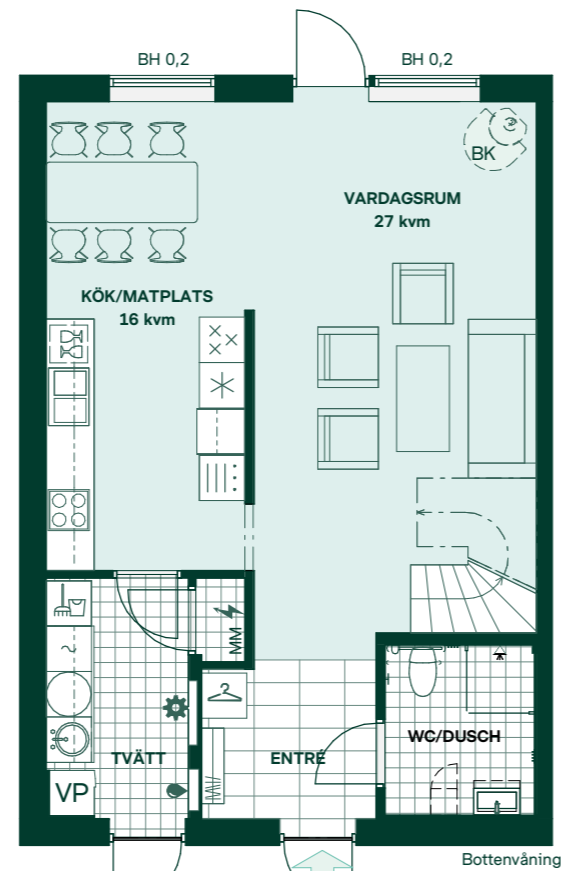 BH 0,2
BH 0,2
BK
VARDAGSRUM
27 kvm
KÖK/MATPLATS
16 kvm
MM
TVÄTT
ENTRÉ
WC/DUSCH
VP
Bottenvåning